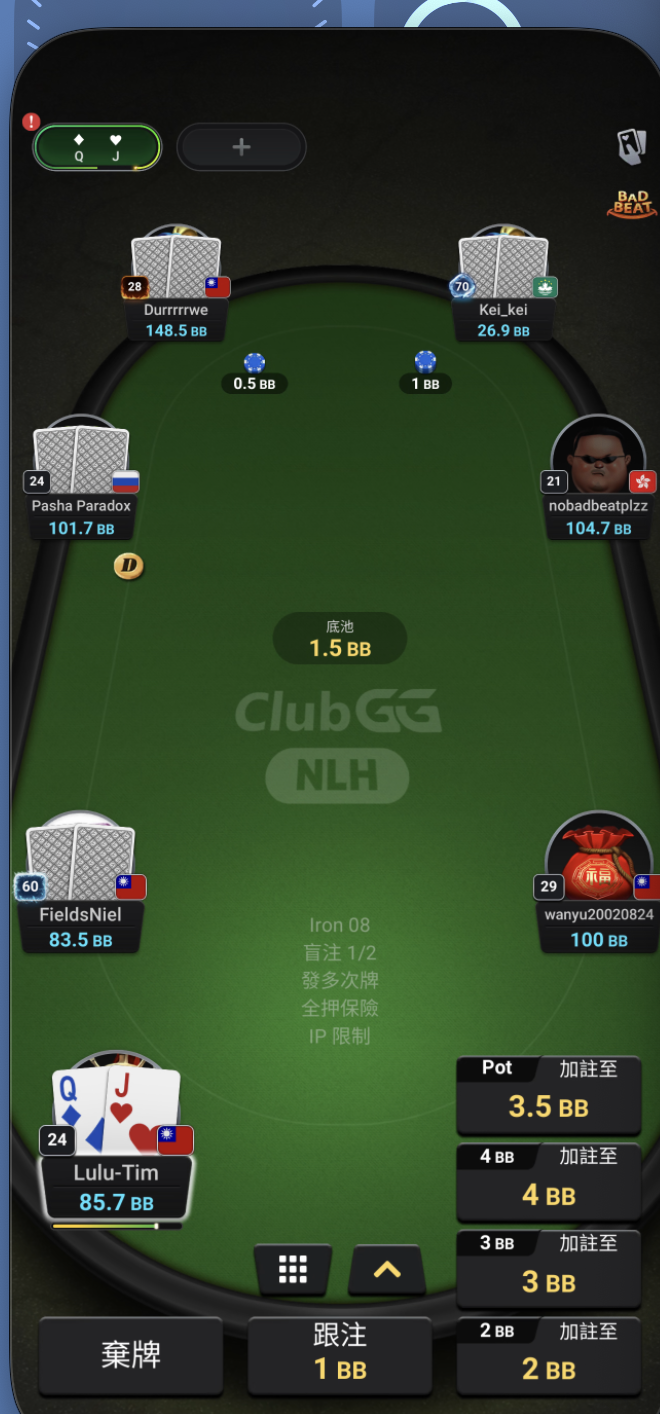 !
Q J
+
BAD
BEAT
28
Durrrrrwe
148.5 BB
70
Kei_kei
26.9 BB
0.5 BB
1 BB
24
Pasha Paradox
101.7 BB
21
nobadbeatplzz
104.7 BB
D
底池
1.5 BB
ClubGG
NLH
60
FieldsNiel
83.5 BB
福
29
wanyu20020824
100 BB
Iron 08
盲注 1/2
發多次牌
全押保險
IP 限制
Q J
24
Lulu-Tim
85.7 BB
Pot 加註至
3.5 BB
4 BB 加註至
4 BB
3 BB 加註至
3 BB
2 BB 加註至
2 BB
棄牌
跟注
1 BB